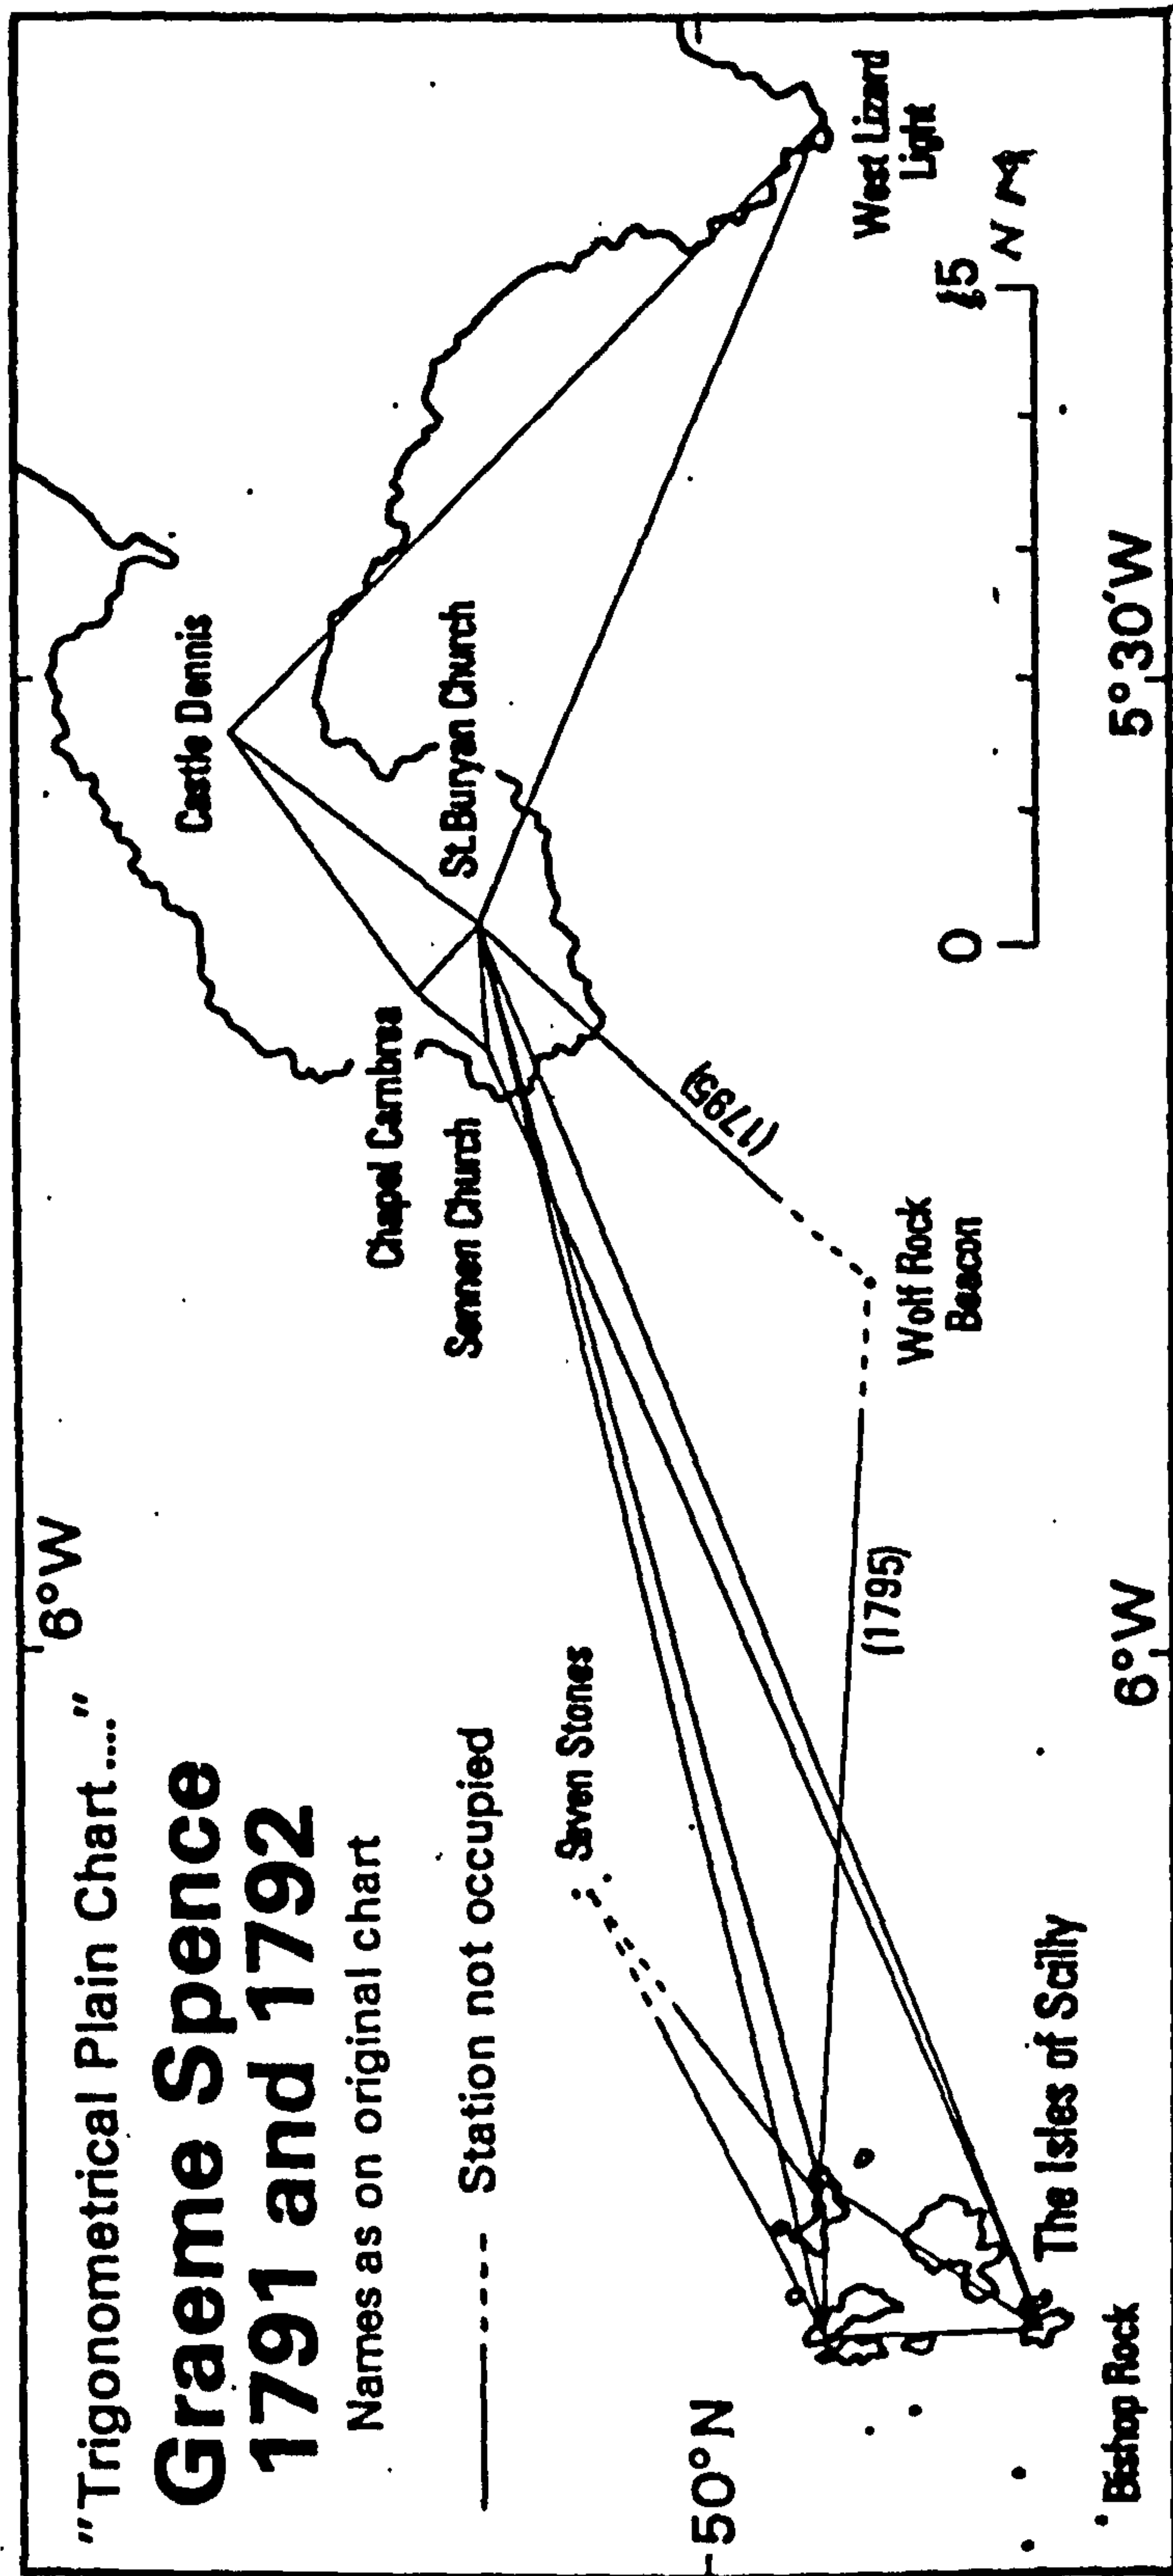 "Trigonometrical Plain Chart...."
Graeme Spence
1791 and 1792
Names as on original chart
Station not occupied
6°W
Castle Dennis
Chapel Cambrea
St.Buryan Church
Sennen Church
Seven Stones
(1795)
(1795)
Wolf Rock
Beacon
West Lizard
Light
50°N
The Isles of Scilly
Bishop Rock
0
NM
6°W
5°30'W